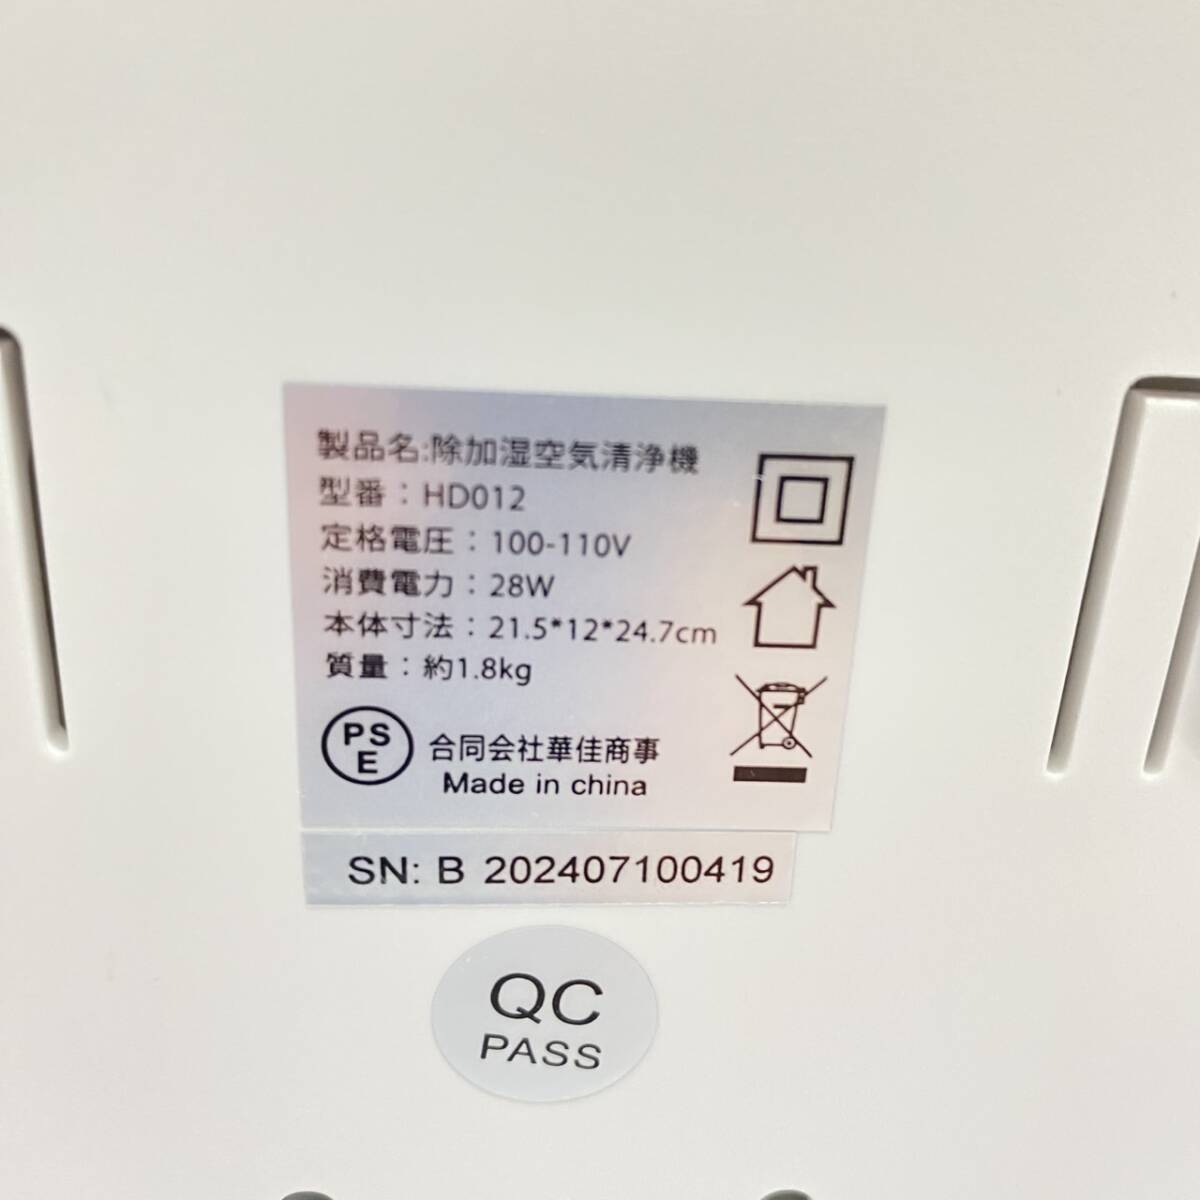 製品名:除加湿空気清浄機
型番：HD012
定格電圧：100-110V
消費電力：28W
本体寸法：21.5*12*24.7cm
質量：約1.8kg
PS
E
合同会社華佳商事
Made in china
SN: B 202407100419
QC
PASS